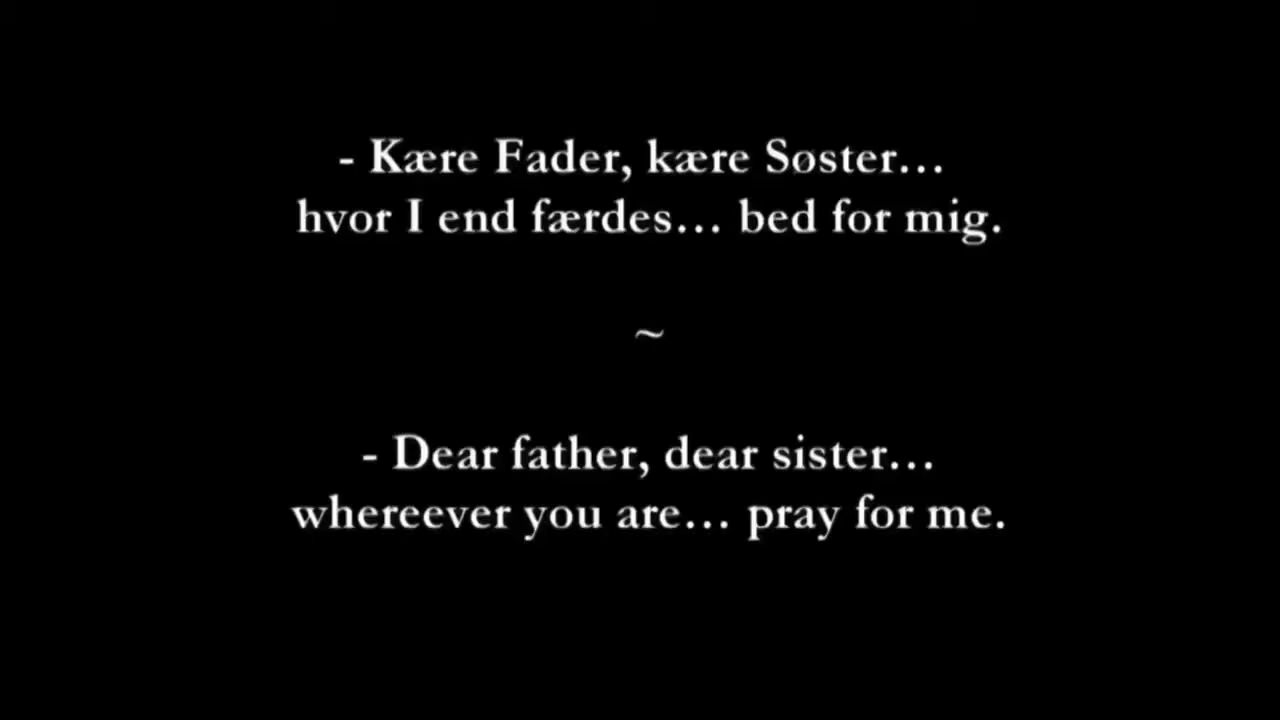 - Kære Fader, kære Søster...
hvor I end færdes... bed for mig.
~
- Dear father, dear sister...
whereever you are... pray for me.